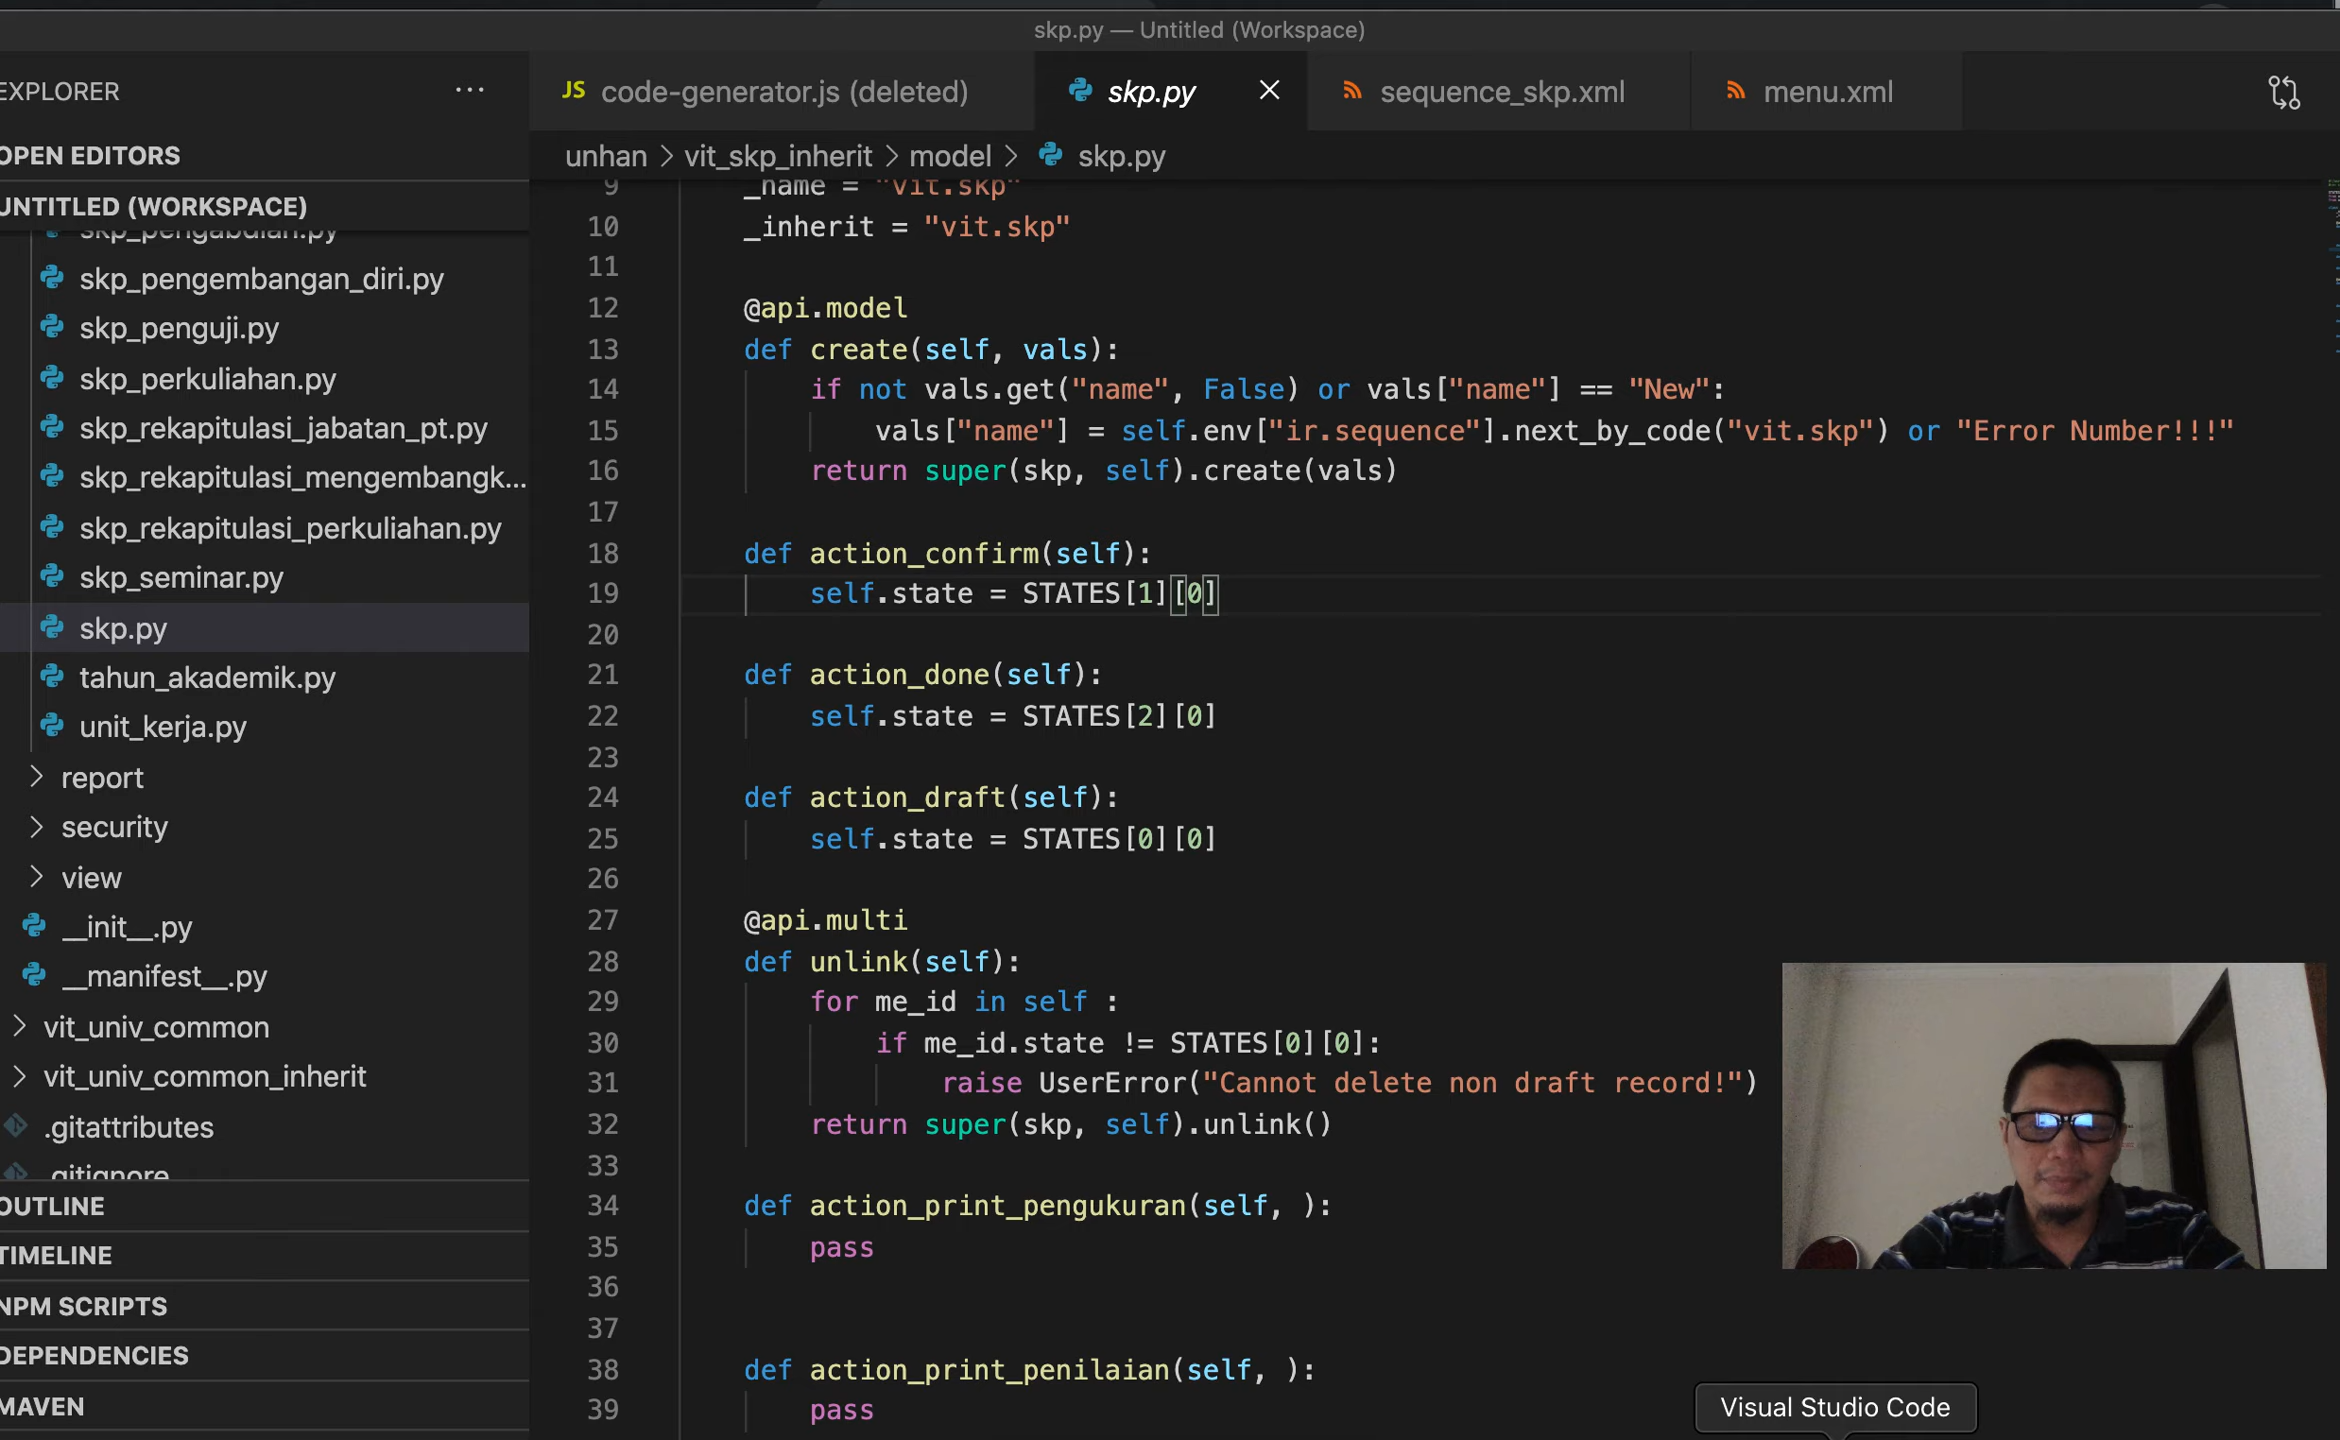 skp.py — Untitled (Workspace)
EXPLORER
···
OPEN EDITORS
UNTITLED (WORKSPACE)
skp_pengabdian.py
skp_pengembangan_diri.py
skp_penguji.py
skp_perkuliahan.py
skp_rekapitulasi_jabatan_pt.py
skp_rekapitulasi_mengembangk...
skp_rekapitulasi_perkuliahan.py
skp_seminar.py
skp.py
tahun_akademik.py
unit_kerja.py
> report
> security
> view
__init__.py
__manifest__.py
> vit_univ_common
> vit_univ_common_inherit
.gitattributes
.gitignore
OUTLINE
TIMELINE
NPM SCRIPTS
DEPENDENCIES
MAVEN
JS code-generator.js (deleted)
skp.py
sequence_skp.xml
menu.xml
unhan > vit_skp_inherit > model > skp.py
9 _name = "vit.skp"
10 _inherit = "vit.skp"
11
12 @api.model
13 def create(self, vals):
14 if not vals.get("name", False) or vals["name"] == "New":
15 vals["name"] = self.env["ir.sequence"].next_by_code("vit.skp") or "Error Number!!!"
16 return super(skp, self).create(vals)
17
18 def action_confirm(self):
19 self.state = STATES[1][0]
20
21 def action_done(self):
22 self.state = STATES[2][0]
23
24 def action_draft(self):
25 self.state = STATES[0][0]
26
27 @api.multi
28 def unlink(self):
29 for me_id in self :
30 if me_id.state != STATES[0][0]:
31 raise UserError("Cannot delete non draft record!")
32 return super(skp, self).unlink()
33
34 def action_print_pengukuran(self, ):
35 pass
36
37
38 def action_print_penilaian(self, ):
39 pass
Visual Studio Code